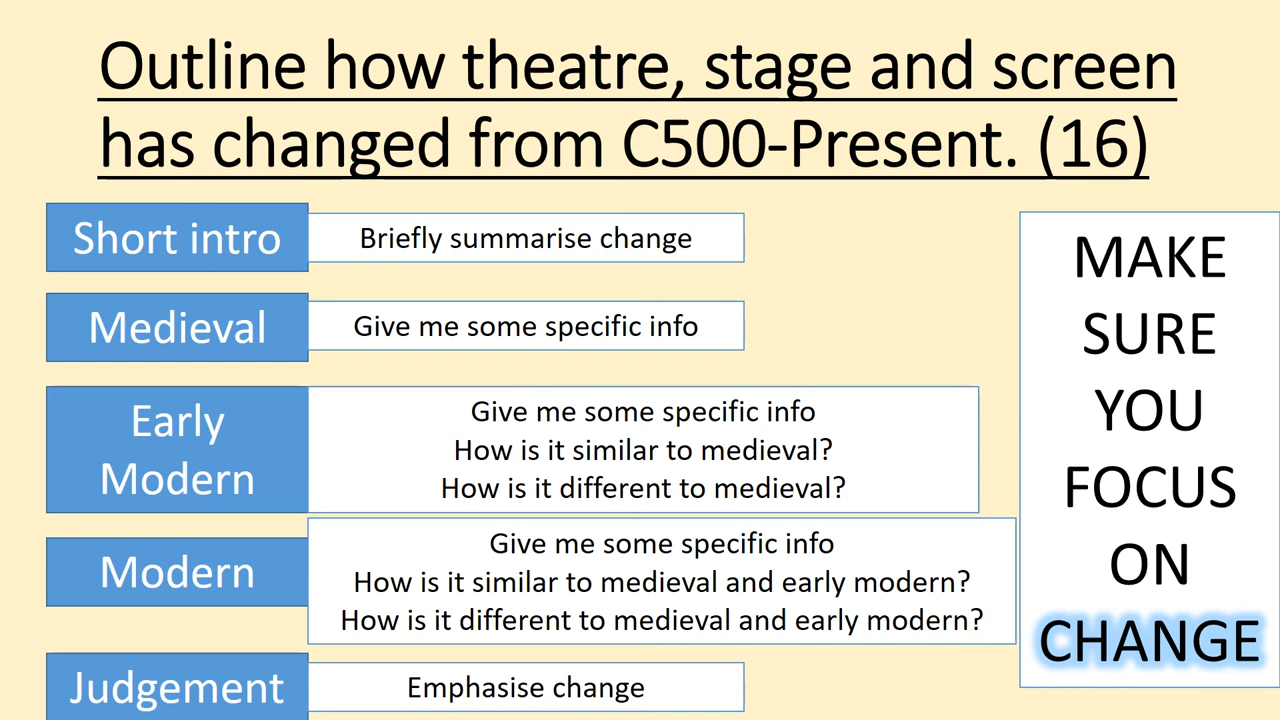 Outline how theatre, stage and screen
has changed from C500-Present. (16)
Short intro
Briefly summarise change
Medieval
Give me some specific info
Early
Modern
Give me some specific info
How is it similar to medieval?
How is it different to medieval?
Modern
Give me some specific info
How is it similar to medieval and early modern?
How is it different to medieval and early modern?
Judgement
Emphasise change
MAKE
SURE
YOU
FOCUS
ON
CHANGE